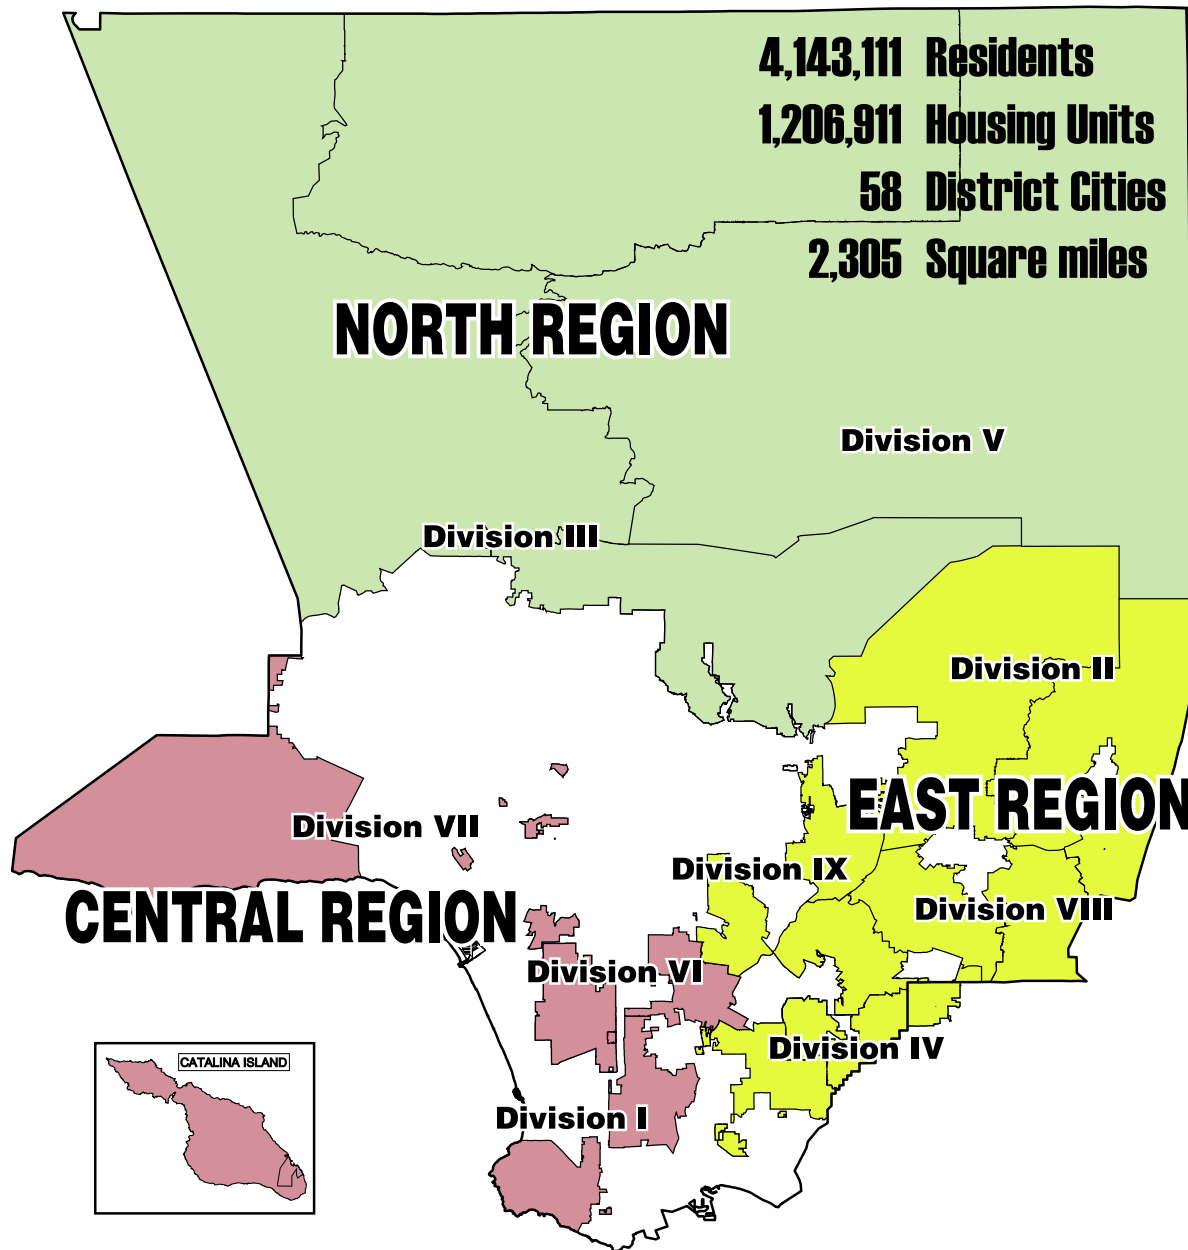 4,143,111 Residents
1,206,911 Housing Units
58 District Cities
2,305 Square miles
NORTH REGION
Division V
Division III
Division II
EAST REGION
Division VII
Division IX
CENTRAL REGION
Division VIII
Division VI
Division IV
CATALINA ISLAND
Division I